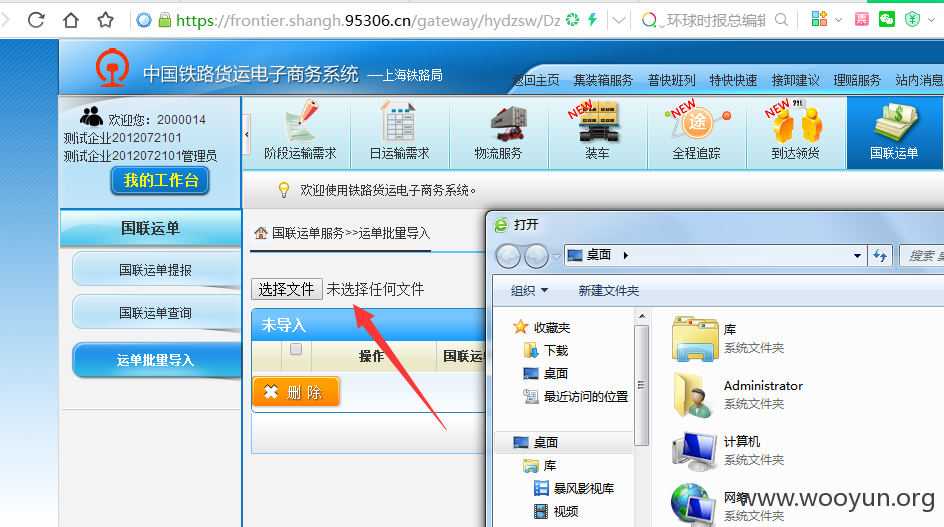 https://frontier.shangh.95306.cn/gateway/hydzsw/Dz
环球时报总编辑
票
中国铁路货运电子商务系统 —上海铁路局
返回主页 集装箱服务 普快班列 特快快速 接卸建议 理赔服务 站内消息
欢迎您：2000014
测试企业2012072101
测试企业2012072101管理员
我的工作台
阶段运输需求 日运输需求 物流服务 NEW 装车 NEW 途 全程追踪 NEW ?!! 到达领货 国联运单
欢迎使用铁路货运电子商务系统。
国联运单
国联运单提报
国联运单查询
运单批量导入
国联运单服务>>运单批量导入
选择文件 未选择任何文件
未导入
操作 国联运单
删 除
打开
桌面
搜索 桌
组织 新建文件夹
收藏夹
下载
桌面
最近访问的位置
桌面
库
暴风影视库
视频
库
系统文件夹
Administrator
系统文件夹
计算机
系统文件夹
网络
系统文件夹
www.wooyun.org